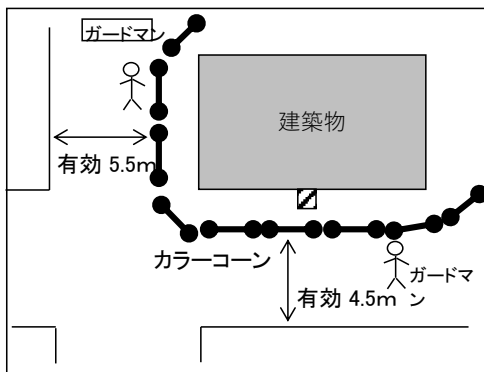 ガードマン
建築物
有効 5.5m
カラーコーン
ガードマ
ン
有効 4.5m